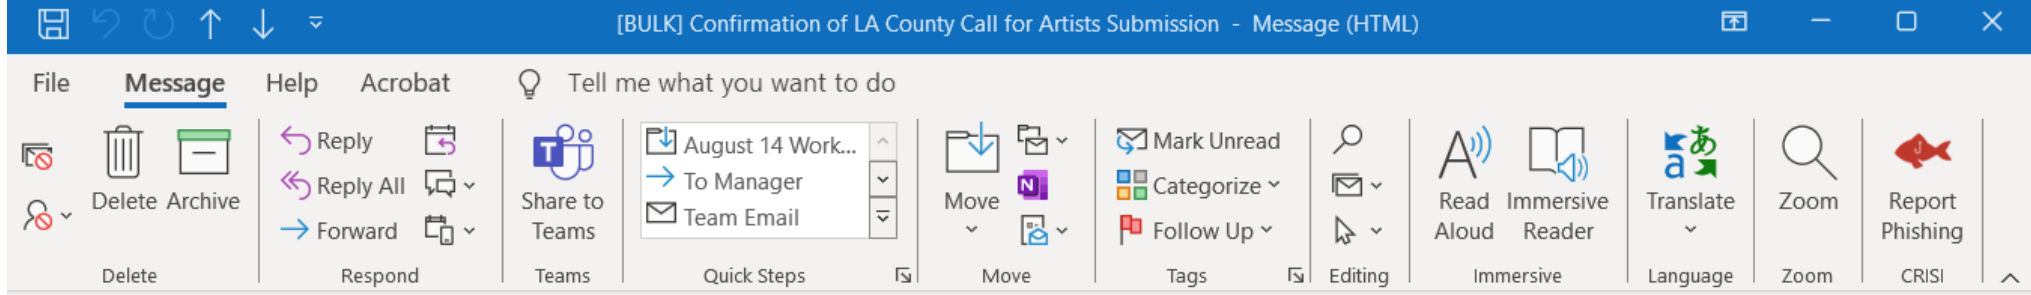 [BULK] Confirmation of LA County Call for Artists Submission - Message (HTML)
File Message Help Acrobat Tell me what you want to do
Delete
Archive
Reply
Reply All
Forward
Share to
Teams
August 14 Work...
To Manager
Team Email
Move
Mark Unread
Categorize
Follow Up
Read
Aloud
Immersive
Reader
Translate
Zoom
Report
Phishing
Delete Respond Teams Quick Steps Move Tags Editing Immersive Language Zoom CRISI